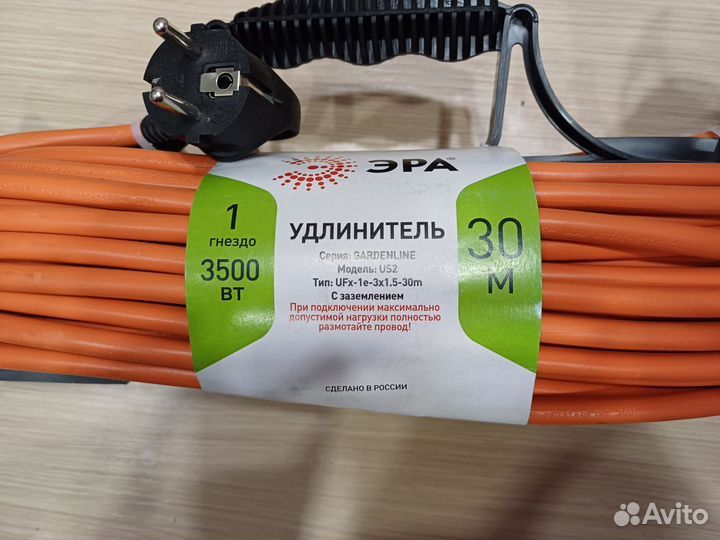 ЭРА®
1
гнездо
3500
ВТ
УДЛИНИТЕЛЬ
Серия: GARDENLINE
Модель: US2
Тип: UFx-1e-3x1.5-30m
С заземлением
При подключении максимально
допустимой нагрузки полностью
размотайте провод!
30
М
СДЕЛАНО В РОССИИ
Avito